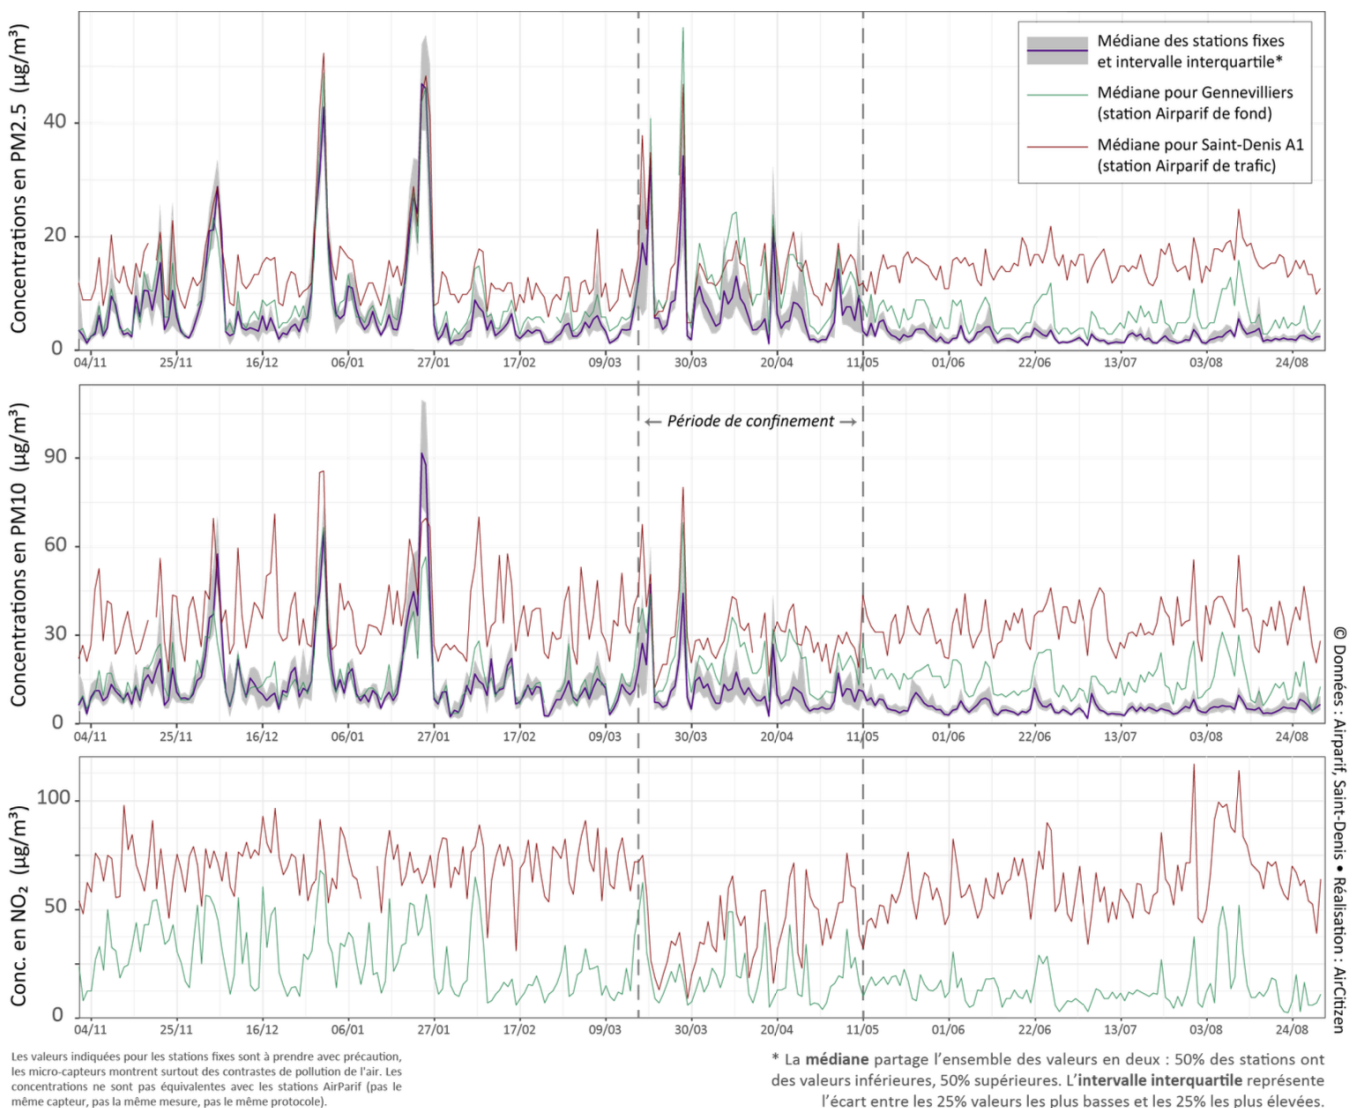 Concentrations en PM2.5 (µg/m³)
40
20
0
Médiane des stations fixes
et intervalle interquartile*
Médiane pour Gennevilliers
(station Airparif de fond)
Médiane pour Saint-Denis A1
(station Airparif de trafic)
04/11 25/11 16/12 06/01 27/01 17/02 09/03 30/03 20/04 11/05 01/06 22/06 13/07 03/08 24/08
Concentrations en PM10 (µg/m³)
90
60
30
0
← Période de confinement →
04/11 25/11 16/12 06/01 27/01 17/02 09/03 30/03 20/04 11/05 01/06 22/06 13/07 03/08 24/08
Conc. en NO₂ (µg/m³)
100
50
0
04/11 25/11 16/12 06/01 27/01 17/02 09/03 30/03 20/04 11/05 01/06 22/06 13/07 03/08 24/08
© Données : Airparif, Saint-Denis • Réalisation : AirCitizen
Les valeurs indiquées pour les stations fixes sont à prendre avec précaution,
les micro-capteurs montrent surtout des contrastes de pollution de l'air. Les
concentrations ne sont pas équivalentes avec les stations AirParif (pas le
même capteur, pas la même mesure, pas le même protocole).
* La médiane partage l'ensemble des valeurs en deux : 50% des stations ont
des valeurs inférieures, 50% supérieures. L'intervalle interquartile représente
l'écart entre les 25% valeurs les plus basses et les 25% les plus élevées.